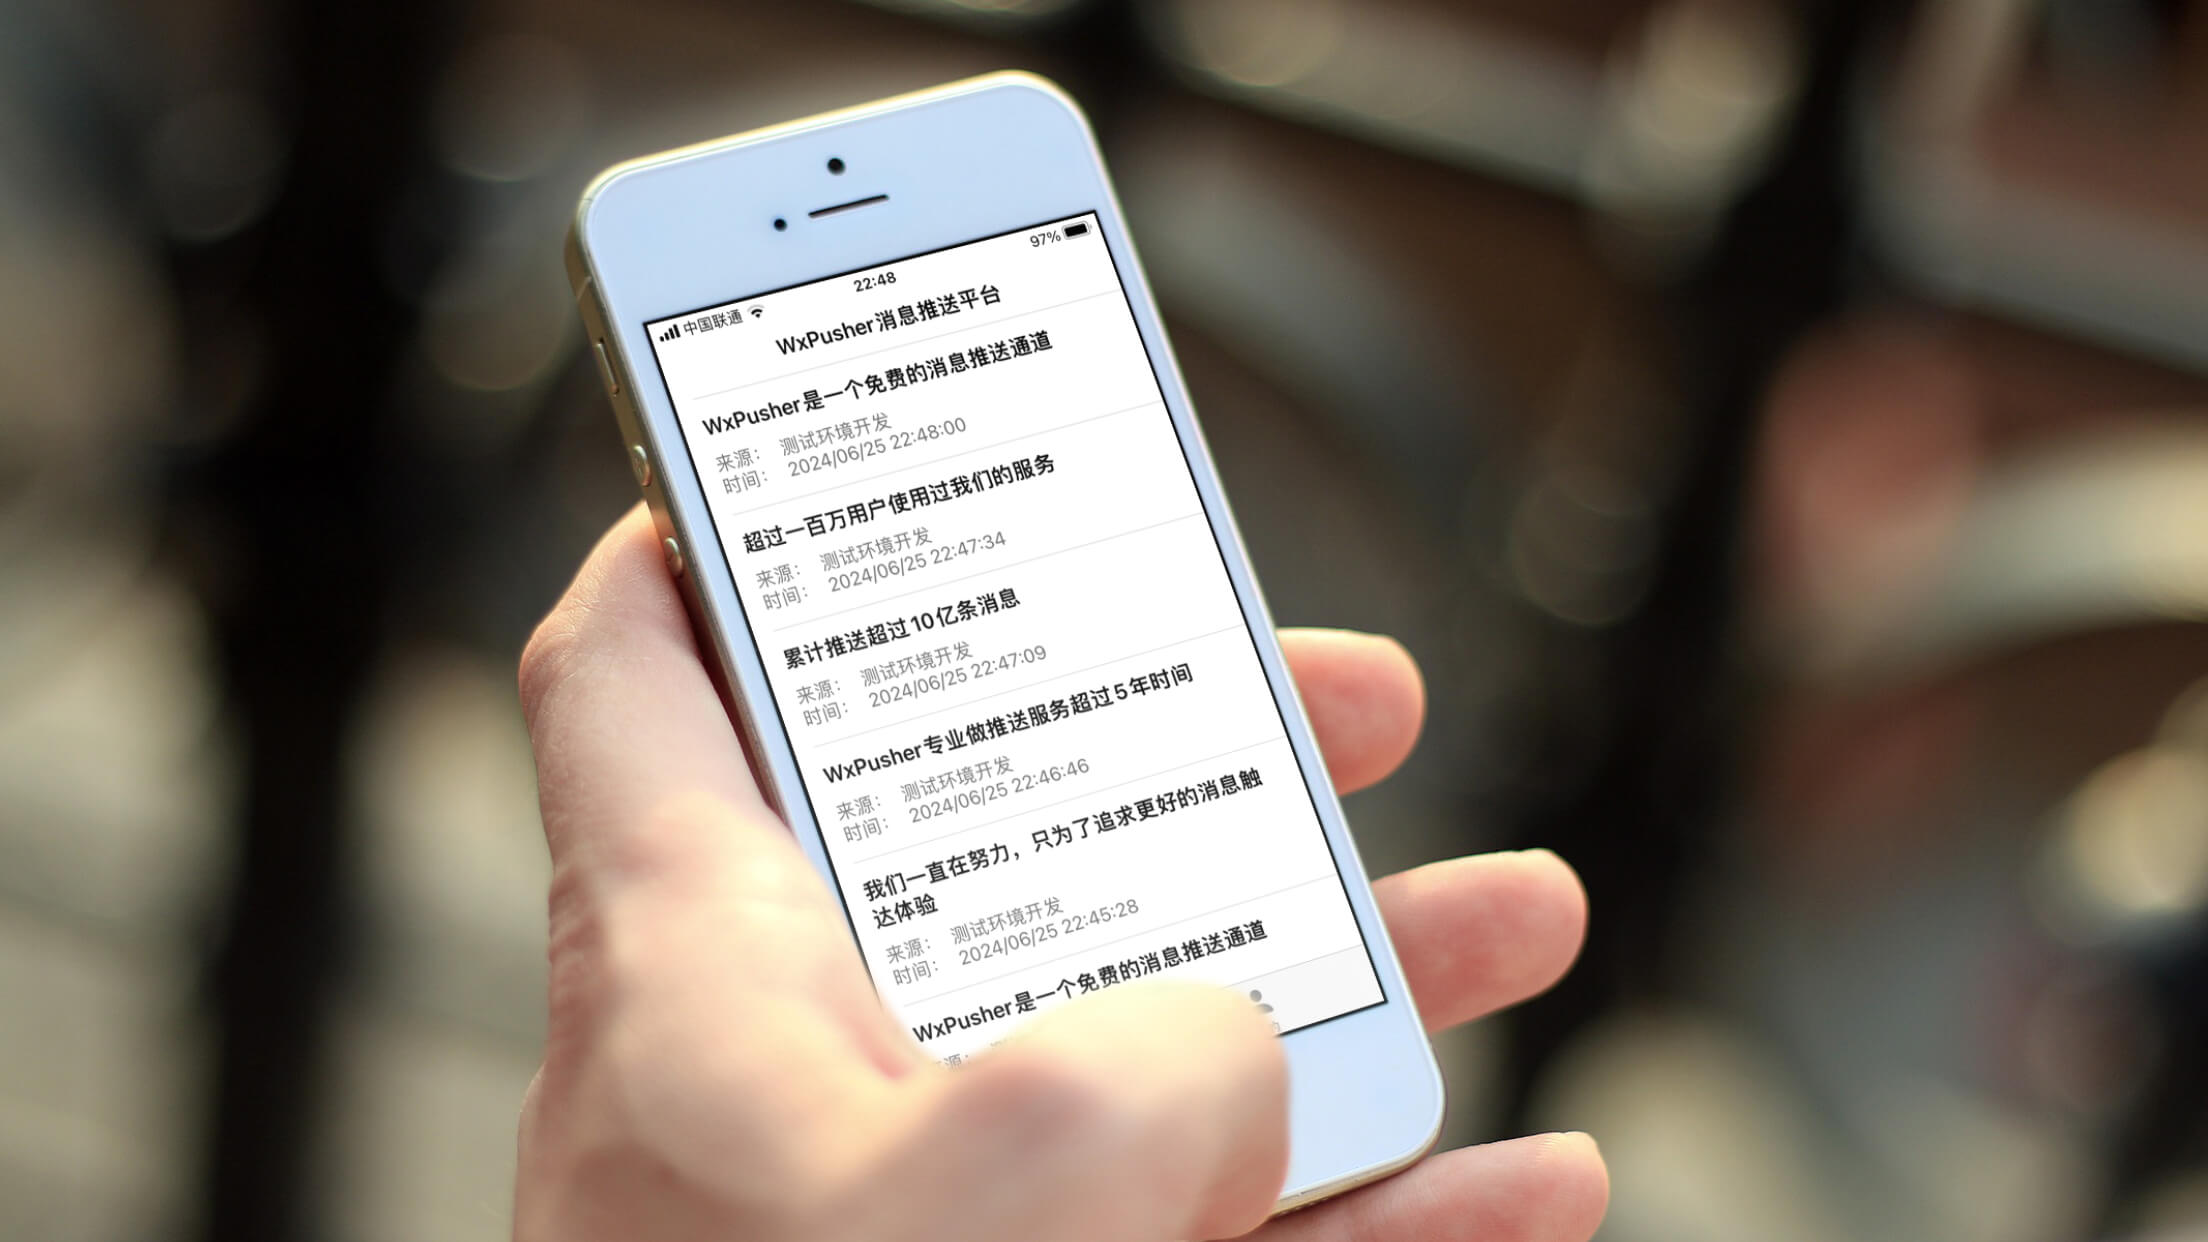 中国联通
22:48
97%
WxPusher消息推送平台
WxPusher是一个免费的消息推送通道
来源： 测试环境开发
时间： 2024/06/25 22:48:00
超过一百万用户使用过我们的服务
来源： 测试环境开发
时间： 2024/06/25 22:47:34
累计推送超过10亿条消息
来源： 测试环境开发
时间： 2024/06/25 22:47:09
WxPusher专业做推送服务超过5年时间
来源： 测试环境开发
时间： 2024/06/25 22:46:46
我们一直在努力，只为了追求更好的消息触
达体验
来源： 测试环境开发
时间： 2024/06/25 22:45:28
WxPusher是一个免费的消息推送通道